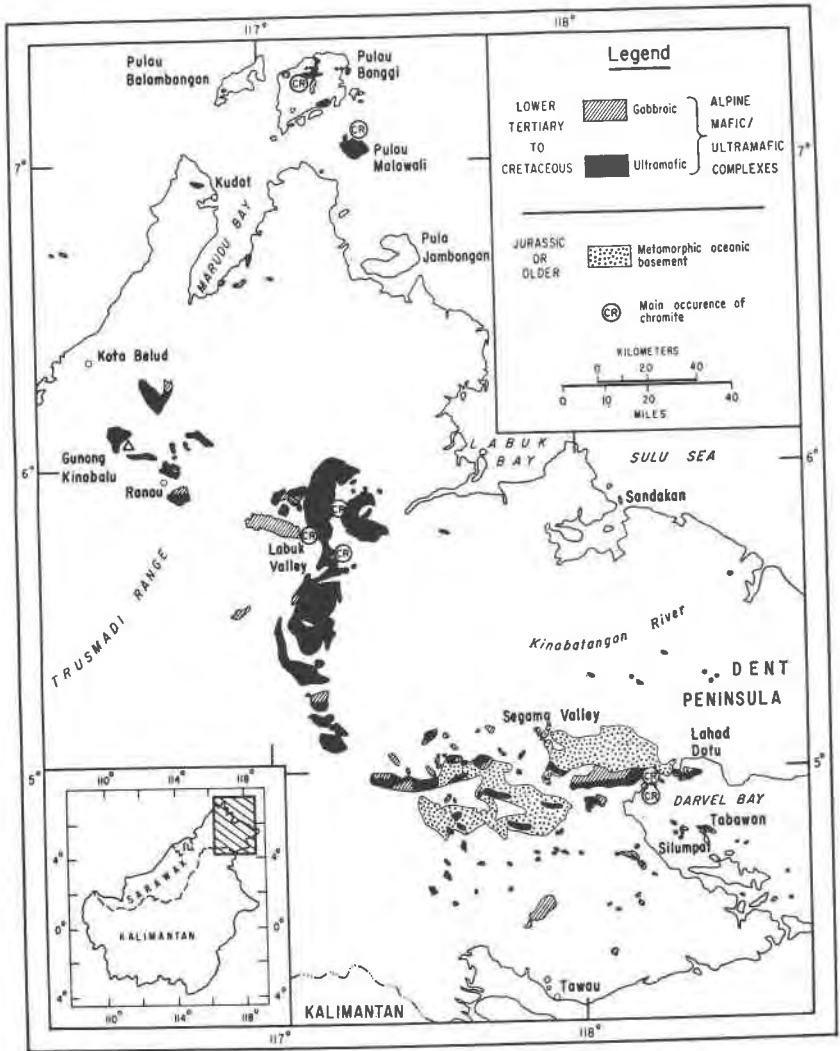 117°
118°
Pulau
Balambangan
Pulau
Banggi
CR
CR
Pulau
Malawali
7°
7°
Kudat
MARUDU BAY
Pula
Jambongan
Legend
LOWER
TERTIARY
TO
CRETACEOUS
Gabbroic
Ultramafic
ALPINE
MAFIC/
ULTRAMAFIC
COMPLEXES
JURASSIC
OR
OLDER
Metamorphic oceanic
basement
CR
Main occurence of
chromite
KILOMETERS
0 20 40
0 10 20 40
MILES
Kota Belud
Gunong
Kinabalu
Ranau
6°
6°
LABUK
BAY
SULU SEA
Sandakan
CR
CR
CR
Labuk
Valley
TRUSMADI RANGE
Kinabatangan River
DENT
PENINSULA
Segama Valley
Lahad
Datu
5°
5°
CR
CR
DARVEL BAY
Tabawan
Silumpat
Tawau
KALIMANTAN
117°
118°
110° 114° 118°
4°
4°
SARAWAK
0°
0°
KALIMANTAN
4°
4°
110° 114° 118°